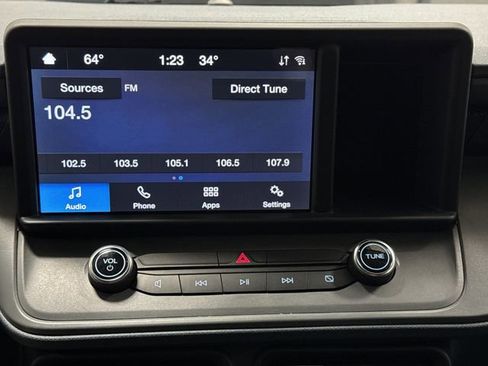 64° 1:23 34°
Sources FM Direct Tune
104.5
102.5 103.5 105.1 106.5 107.9
Audio Phone Apps Settings
VOL TUNE